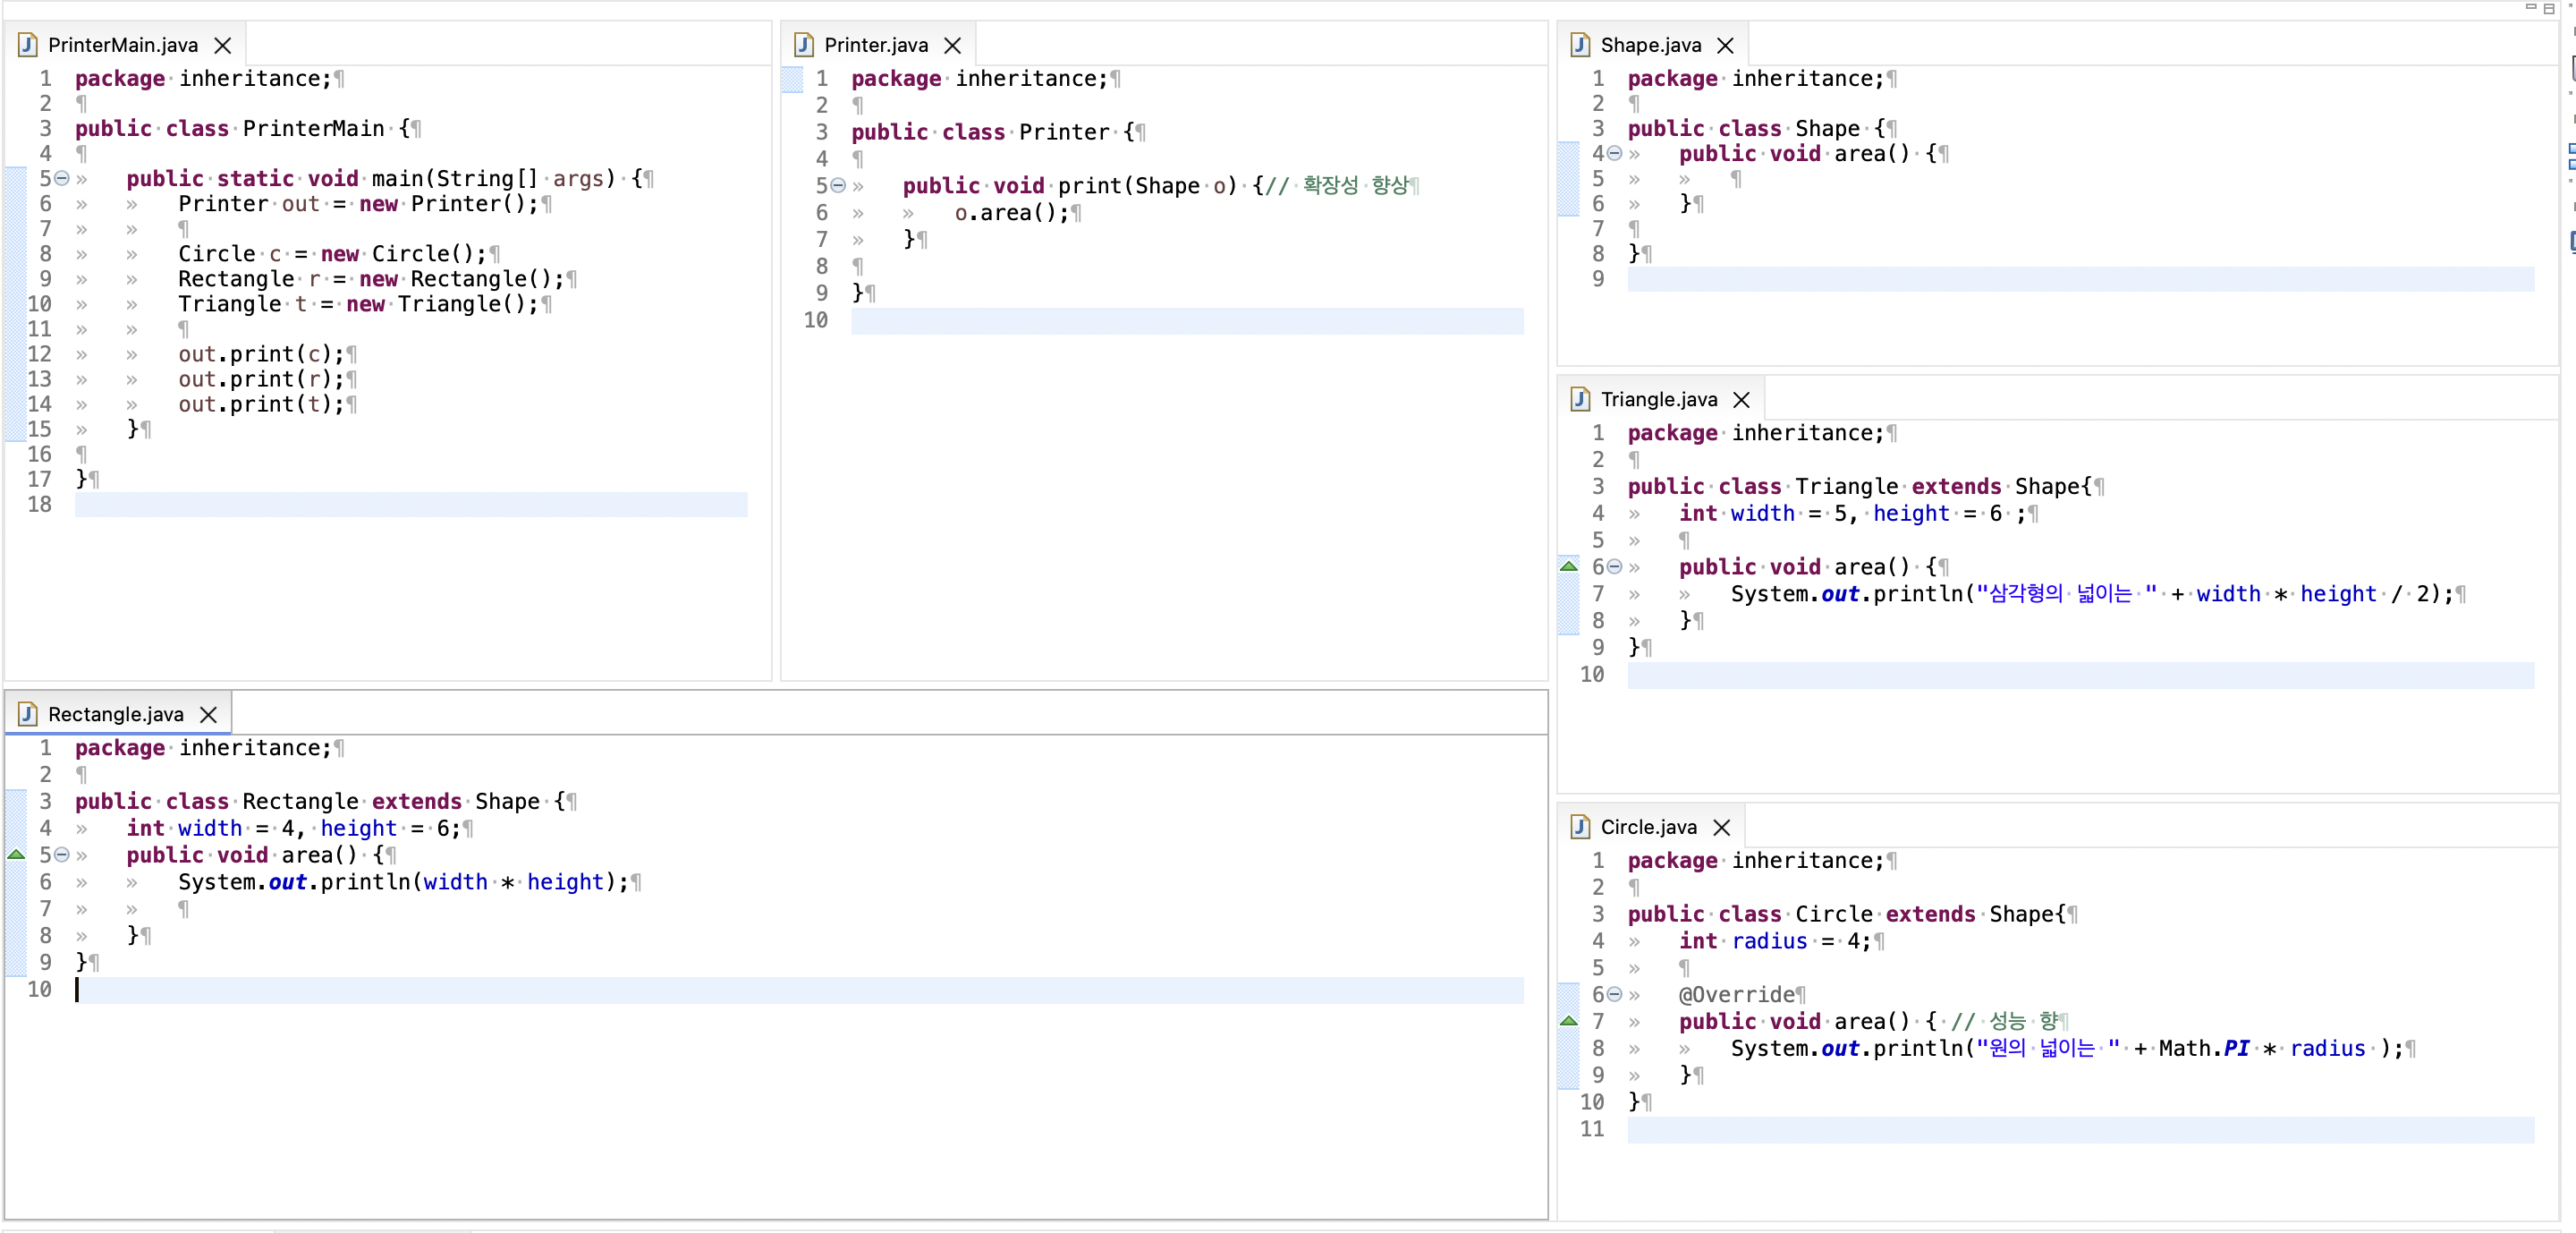 PrinterMain.java
1 package inheritance;
2
3 public class PrinterMain {
4
5 public static void main(String[] args) {
6 Printer out = new Printer();
7
8 Circle c = new Circle();
9 Rectangle r = new Rectangle();
10 Triangle t = new Triangle();
11
12 out.print(c);
13 out.print(r);
14 out.print(t);
15 }
16
17 }
18
Printer.java
1 package inheritance;
2
3 public class Printer {
4
5 public void print(Shape o) {// 확장성 향상
6 o.area();
7 }
8
9 }
10
Shape.java
1 package inheritance;
2
3 public class Shape {
4 public void area() {
5
6 }
7
8 }
9
Triangle.java
1 package inheritance;
2
3 public class Triangle extends Shape{
4 int width = 5, height = 6 ;
5
6 public void area() {
7 System.out.println("삼각형의 넓이는 " + width * height / 2);
8 }
9 }
10
Rectangle.java
1 package inheritance;
2
3 public class Rectangle extends Shape {
4 int width = 4, height = 6;
5 public void area() {
6 System.out.println(width * height);
7
8 }
9 }
10
Circle.java
1 package inheritance;
2
3 public class Circle extends Shape{
4 int radius = 4;
5
6 @Override
7 public void area() { // 성능 향
8 System.out.println("원의 넓이는 " + Math.PI * radius );
9 }
10 }
11